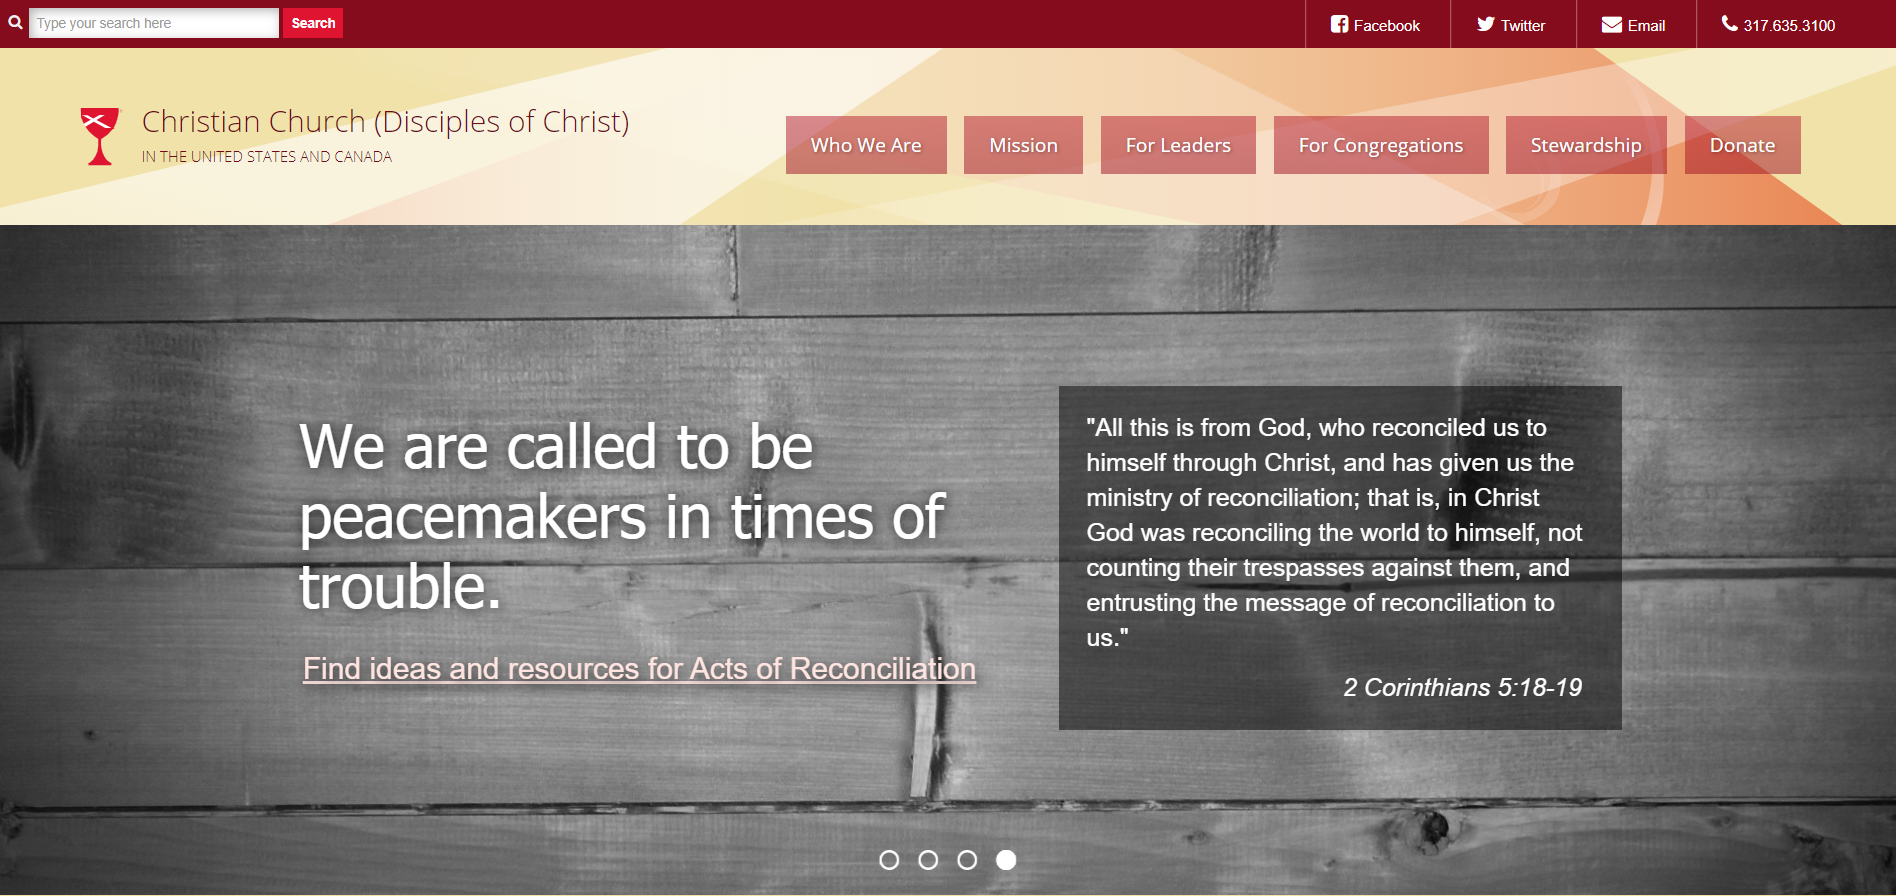 Type your search here
Search
Facebook
Twitter
Email
317.635.3100
Christian Church (Disciples of Christ)
IN THE UNITED STATES AND CANADA
Who We Are
Mission
For Leaders
For Congregations
Stewardship
Donate
We are called to be
peacemakers in times of
trouble.
Find ideas and resources for Acts of Reconciliation
"All this is from God, who reconciled us to
himself through Christ, and has given us the
ministry of reconciliation; that is, in Christ
God was reconciling the world to himself, not
counting their trespasses against them, and
entrusting the message of reconciliation to
us."
2 Corinthians 5:18-19